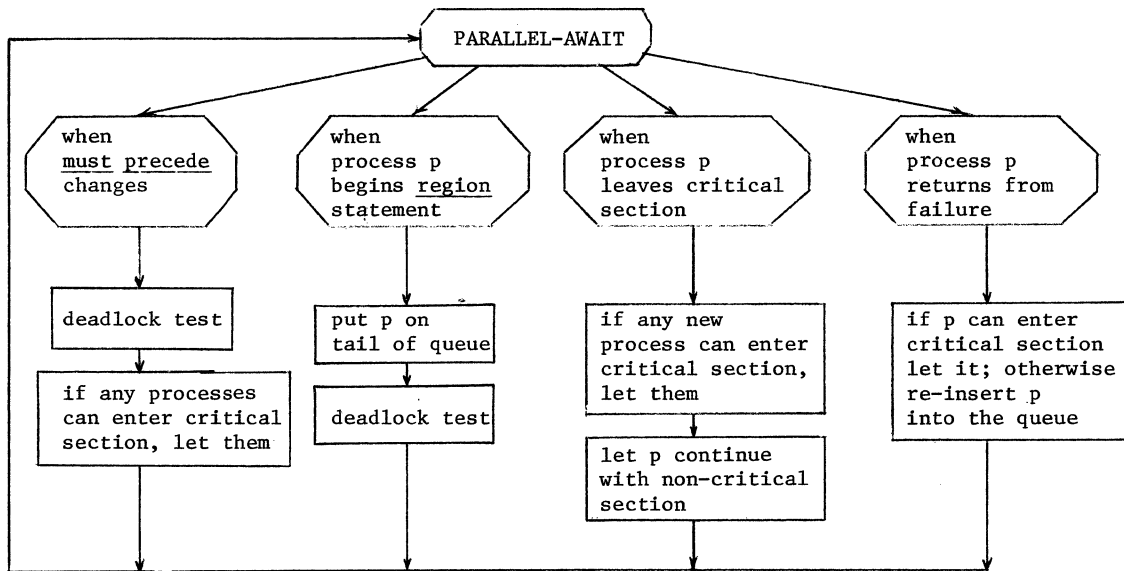 PARALLEL-AWAIT
when
must precede
changes
when
process p
begins region
statement
when
process p
leaves critical
section
when
process p
returns from
failure
deadlock test
if any processes
can enter critical
section, let them
put p on
tail of queue
deadlock test
if any new
process can enter
critical section,
let them
let p continue
with non-critical
section
if p can enter
critical section
let it; otherwise
re-insert p
into the queue